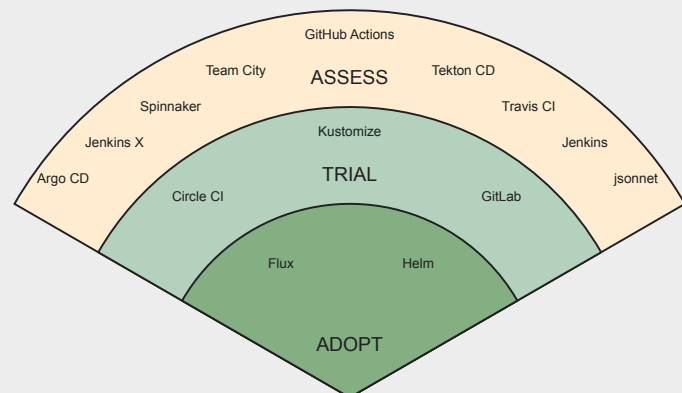 GitHub Actions
Team City
Tekton CD
ASSESS
Spinnaker
Travis CI
Jenkins X
Jenkins
Argo CD
jsonnet
Kustomize
TRIAL
Circle CI
GitLab
Flux
Helm
ADOPT